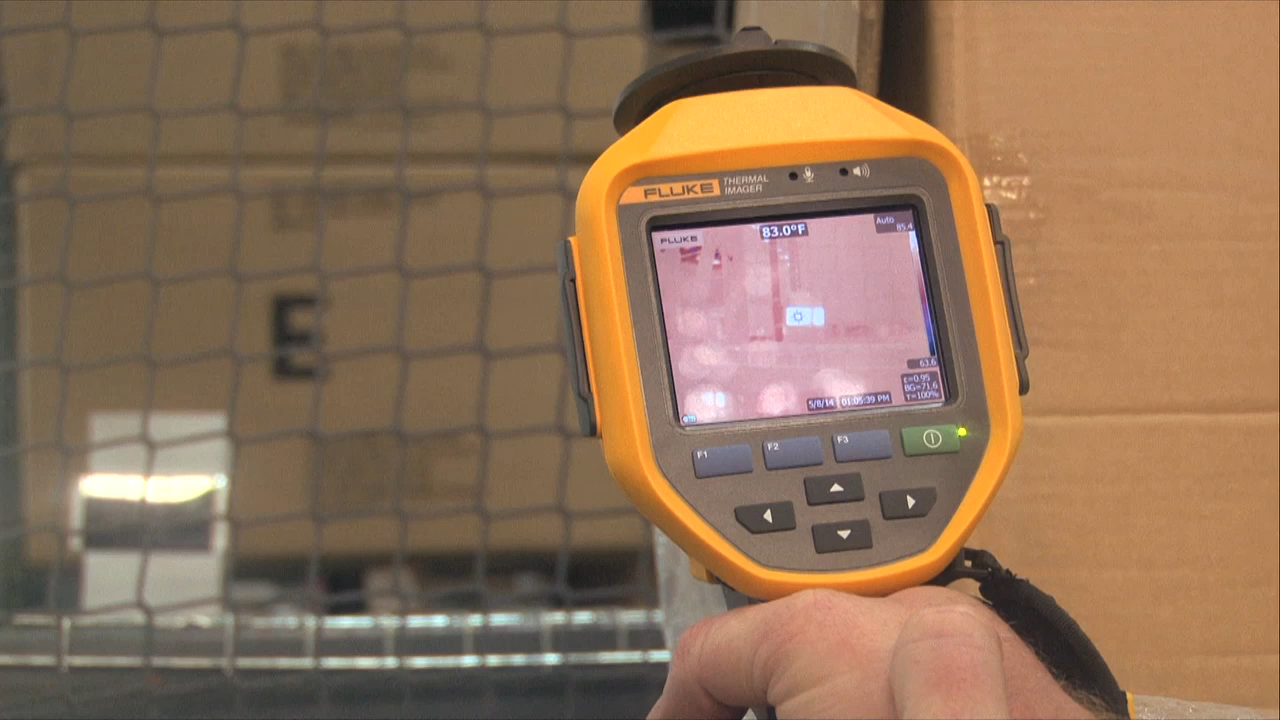 FLUKE
THERMAL
IMAGER
FLUKE
83.0°F
Auto
85.4
63.6
ε=0.95
BG=71.6
τ=100%
5/8/14 01:05:39 PM
F1
F2
F3
E